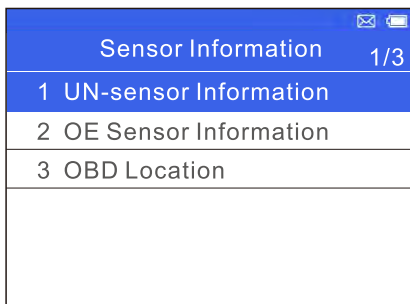 Sensor Information
1/3
1 UN-sensor Information
2 OE Sensor Information
3 OBD Location